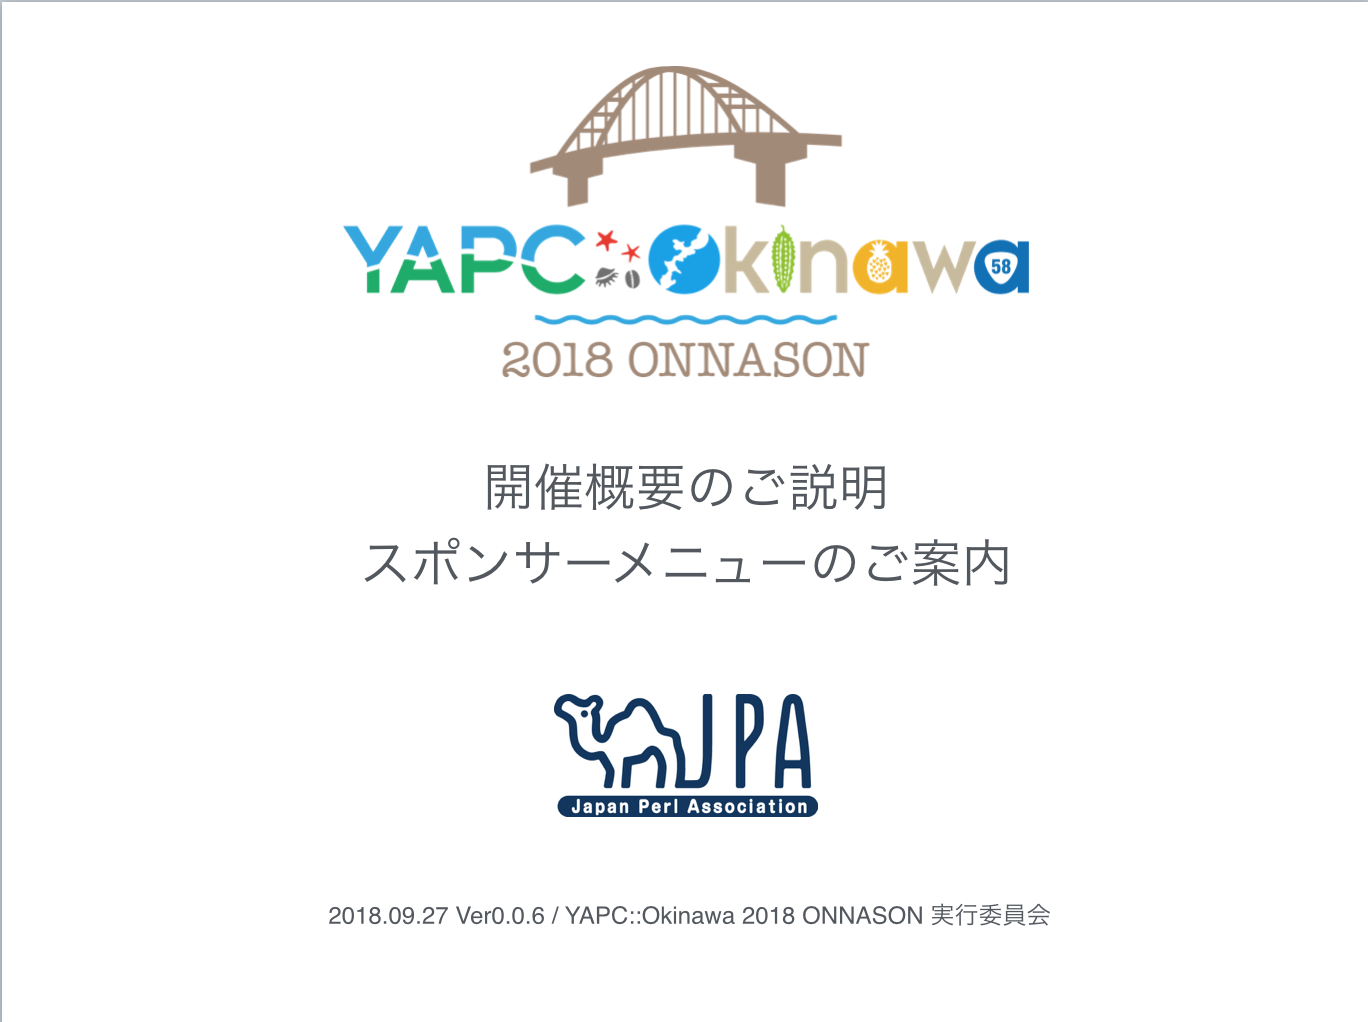 YAPC::Okinawa
58
2018 ONNASON
開催概要のご説明
スポンサーメニューのご案内
JPA
Japan Perl Association
2018.09.27 Ver0.0.6 / YAPC::Okinawa 2018 ONNASON 実行委員会